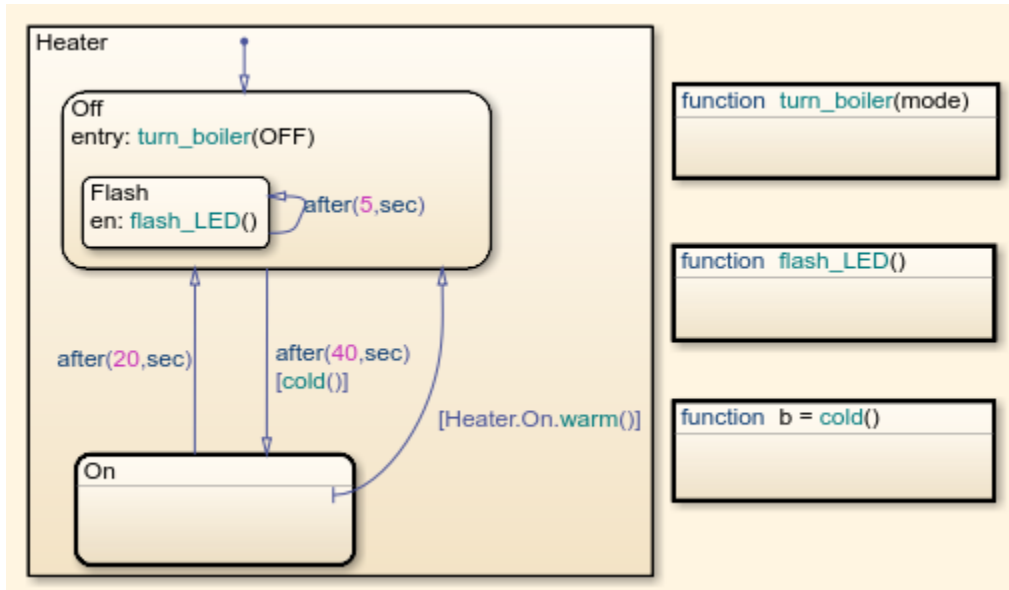 Heater
Off
entry: turn_boiler(OFF)
Flash
en: flash_LED()
after(5,sec)
after(20,sec)
after(40,sec)
[cold()]
[Heater.On.warm()]
On
function turn_boiler(mode)
function flash_LED()
function b = cold()